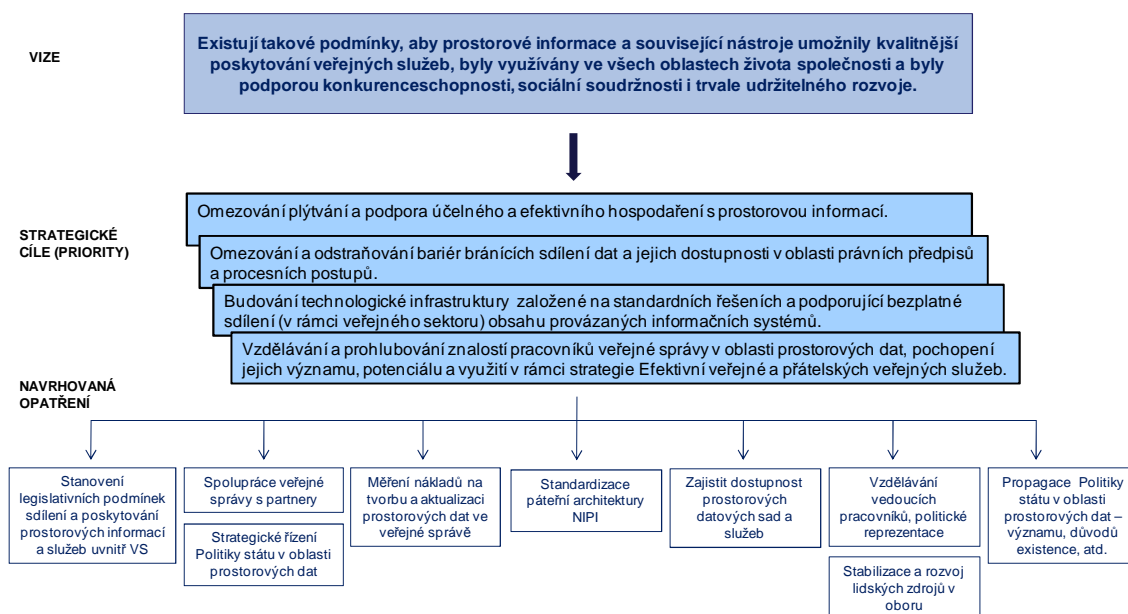 VIZE
Existují takové podmínky, aby prostorové informace a související nástroje umožnily kvalitnější
poskytování veřejných služeb, byly využívány ve všech oblastech života společnosti a byly
podporou konkurenceschopnosti, sociální soudržnosti i trvale udržitelného rozvoje.
STRATEGICKÉ
CÍLE (PRIORITY)
Omezování plýtvání a podpora účelného a efektivního hospodaření s prostorovou informací.
Omezování a odstraňování bariér bránících sdílení dat a jejich dostupnosti v oblasti právních předpisů
a procesních postupů.
Budování technologické infrastruktury založené na standardních řešeních a podporující bezplatné
sdílení (v rámci veřejného sektoru) obsahu provázaných informačních systémů.
Vzdělávání a prohlubování znalostí pracovníků veřejné správy v oblasti prostorových dat, pochopení
jejich významu, potenciálu a využití v rámci strategie Efektivní veřejné a přátelských veřejných služeb.
NAVRHOVANÁ
OPATŘENÍ
Stanovení
legislativních podmínek
sdílení a poskytování
prostorových informací
a služeb uvnitř VS
Spolupráce veřejné
správy s partnery
Strategické řízení
Politiky státu v oblasti
prostorových dat
Měření nákladů na
tvorbu a aktualizaci
prostorových dat ve
veřejné správě
Standardizace
páteřní architektury
NIPI
Zajistit dostupnost
prostorových
datových sad a
služeb
Vzdělávání
vedoucích
pracovníků, politické
reprezentace
Stabilizace a rozvoj
lidských zdrojů v
oboru
Propagace Politiky
státu v oblasti
prostorových dat –
významu, důvodů
existence, atd.